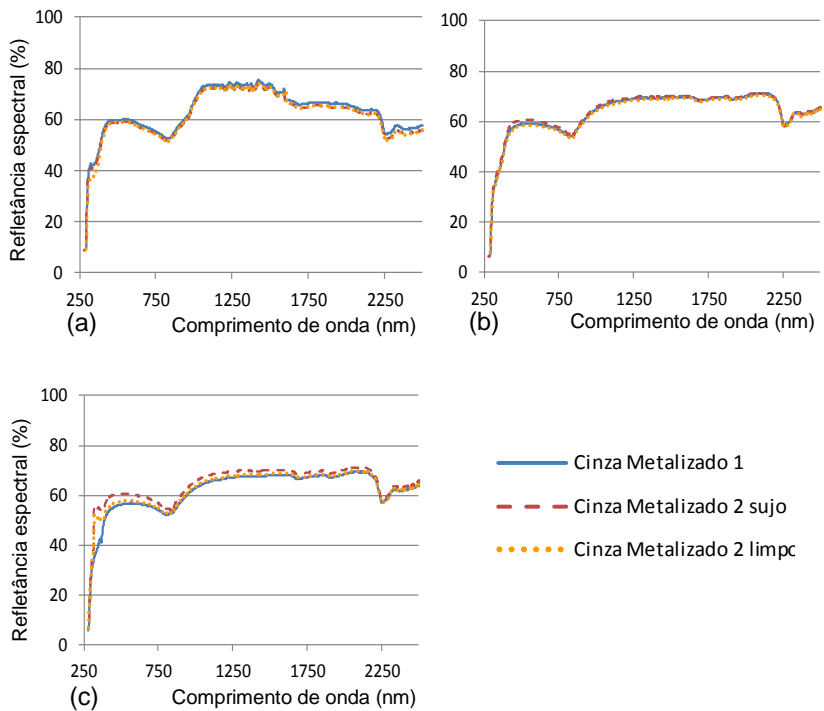 Refletância espectral (%)
100
80
60
40
20
0
250 750 1250 1750 2250
(a) Comprimento de onda (nm)
100
80
60
40
20
0
250 750 1250 1750 2250
(b) Comprimento de onda (nm)
Refletância espectral (%)
100
80
60
40
20
0
250 750 1250 1750 2250
(c) Comprimento de onda (nm)
Cinza Metalizado 1
Cinza Metalizado 2 sujo
Cinza Metalizado 2 limpc